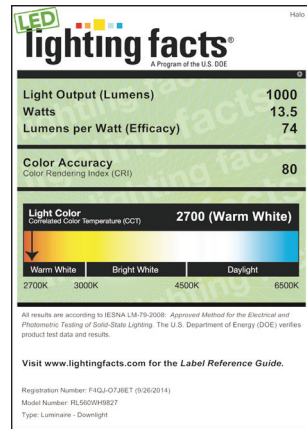 Halo
LED
lighting facts®
A Program of the U.S. DOE
Light Output (Lumens) 1000
Watts 13.5
Lumens per Watt (Efficacy) 74
Color Accuracy 80
Color Rendering Index (CRI)
Light Color 2700 (Warm White)
Correlated Color Temperature (CCT)
Warm White Bright White Daylight
2700K 3000K 4500K 6500K
All results are according to IESNA LM-79-2008: Approved Method for the Electrical and
Photometric Testing of Solid-State Lighting. The U.S. Department of Energy (DOE) verifies
product test data and results.
Visit www.lightingfacts.com for the Label Reference Guide.
Registration Number: F4QJ-O7J6ET (9/26/2014)
Model Number: RL560WH9827
Type: Luminaire - Downlight